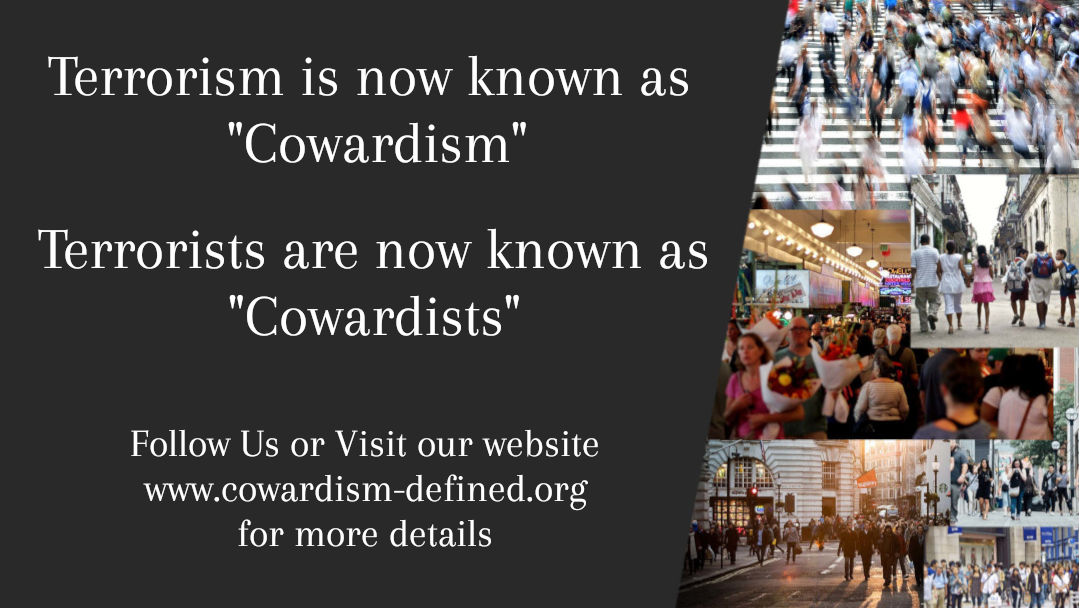 Terrorism is now known as
"Cowardism"
Terrorists are now known as
"Cowardists"
Follow Us or Visit our website
www.cowardism-defined.org
for more details